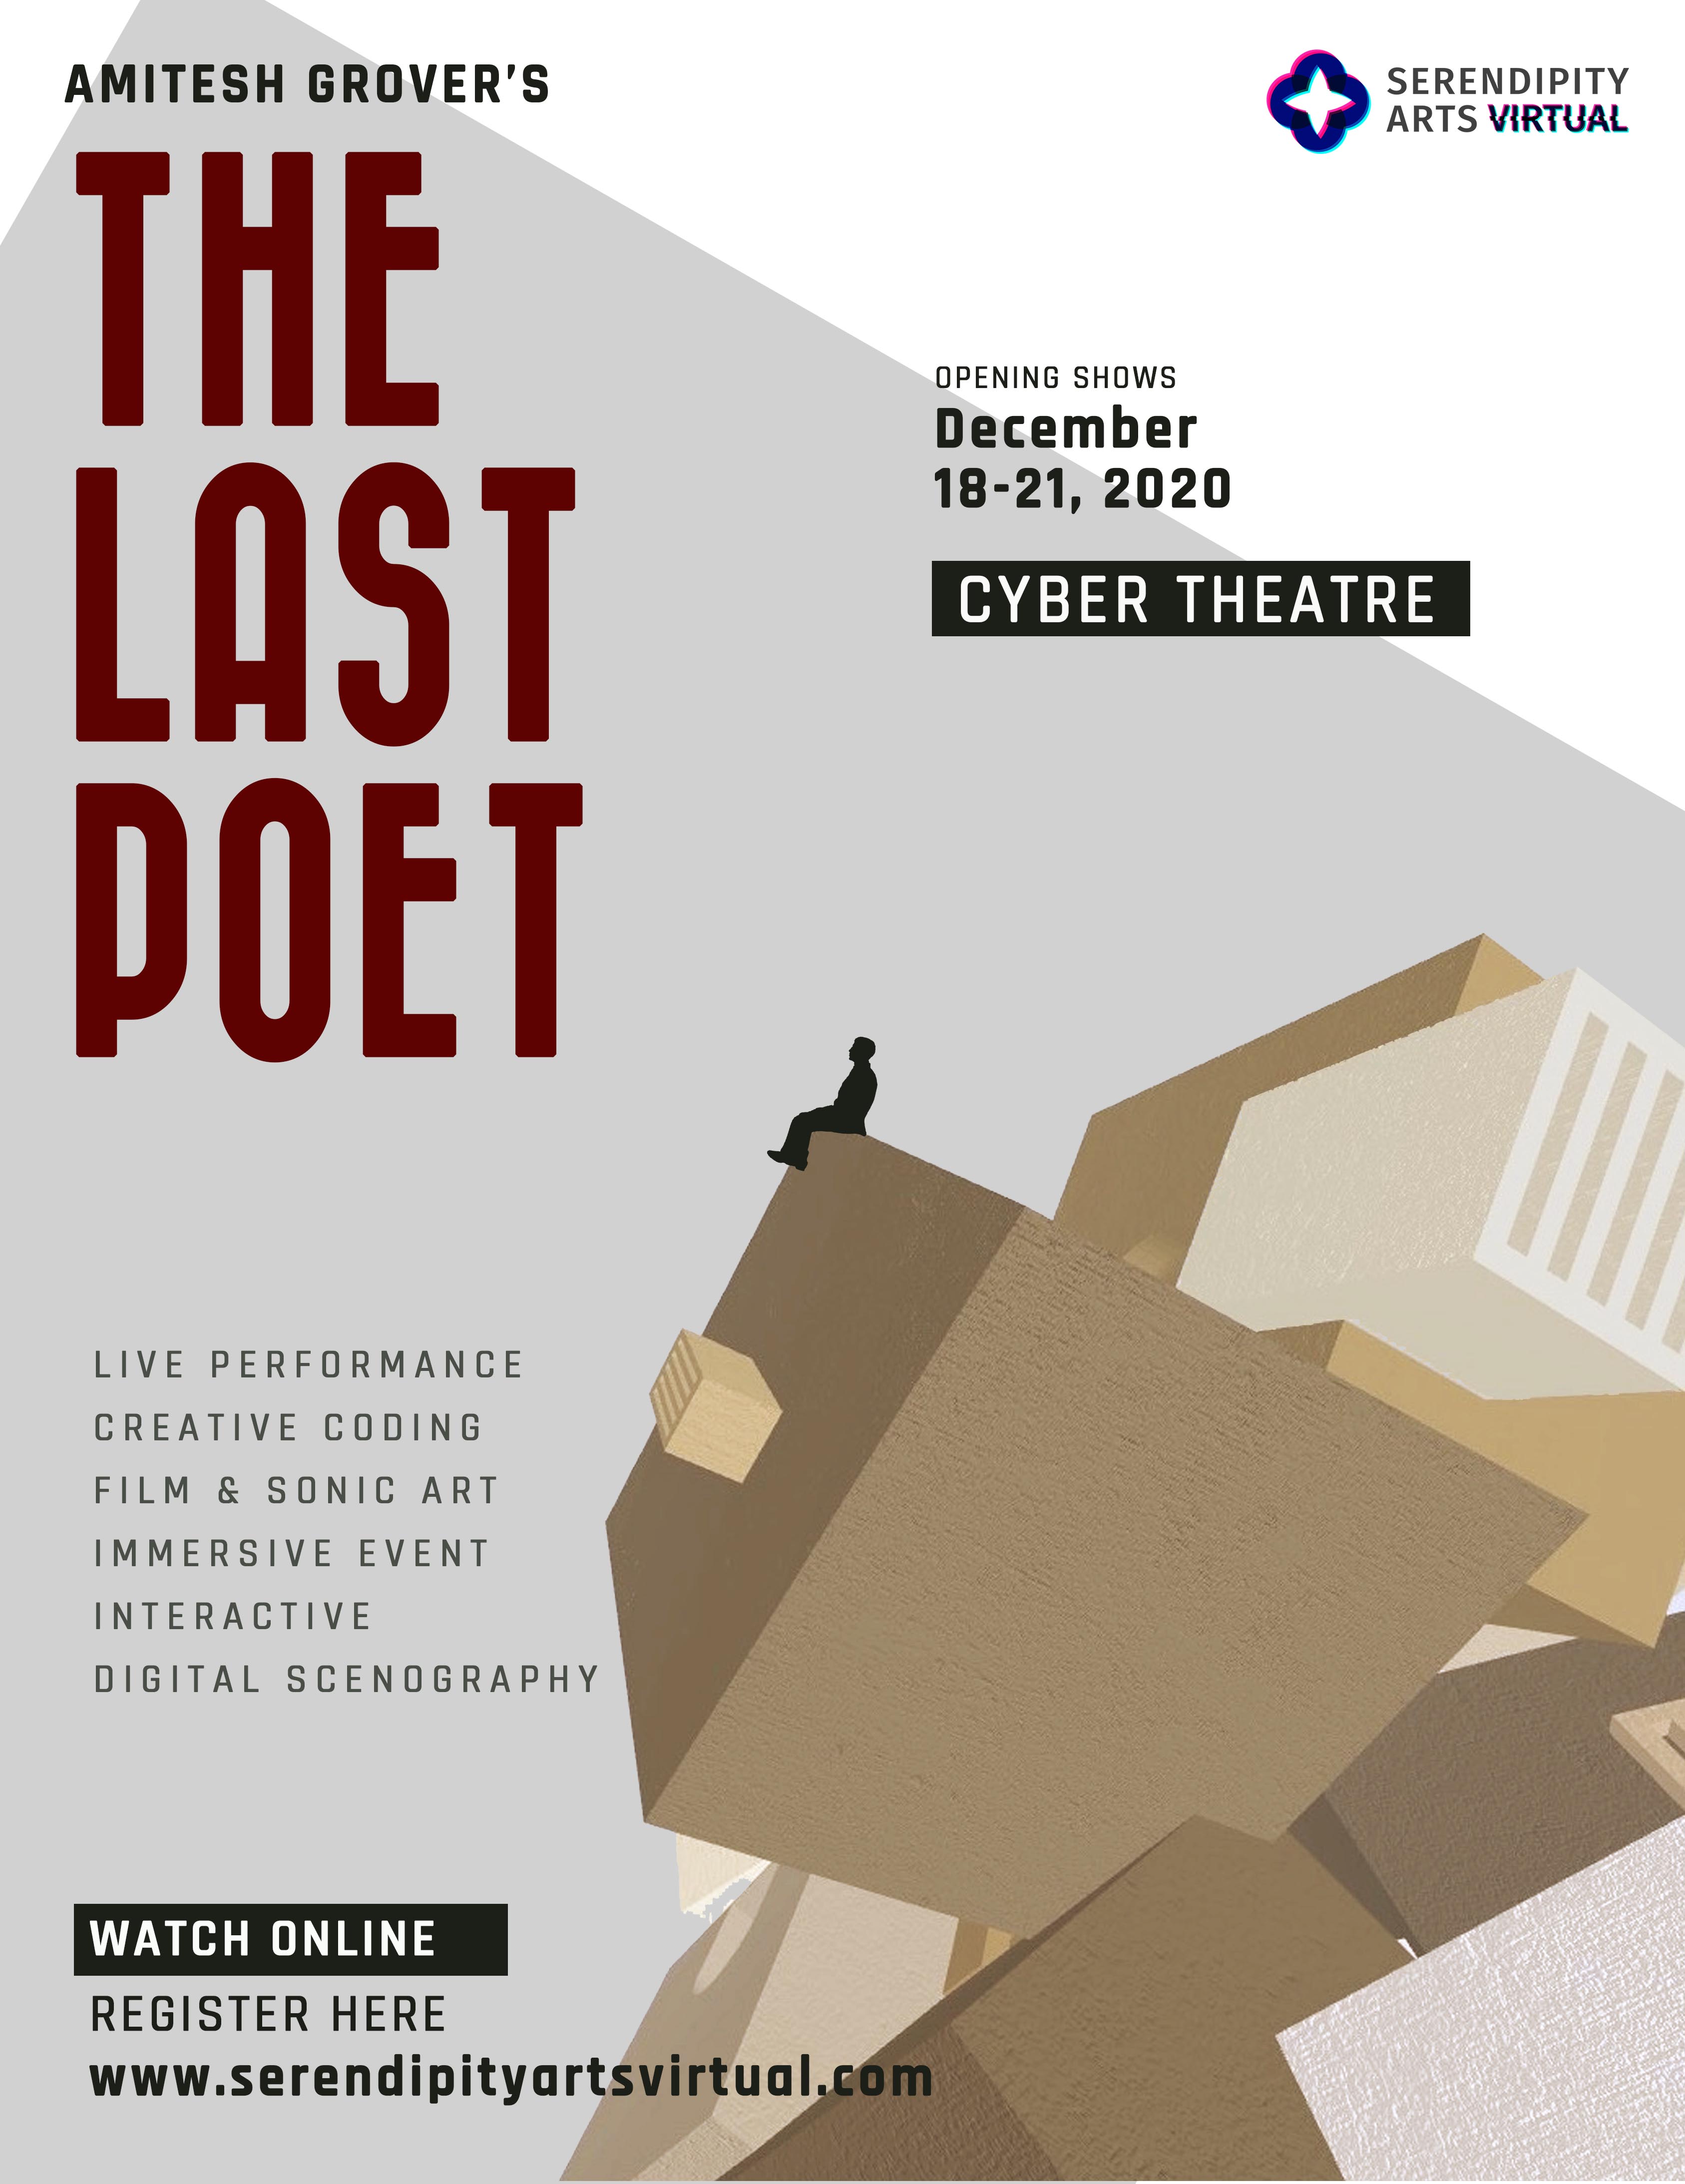 AMITESH GROVER'S
SERENDIPITY
ARTS VIRTUAL
THE
LAST
POET
OPENING SHOWS
December
18-21, 2020
CYBER THEATRE
LIVE PERFORMANCE
CREATIVE CODING
FILM & SONIC ART
IMMERSIVE EVENT
INTERACTIVE
DIGITAL SCENOGRAPHY
WATCH ONLINE
REGISTER HERE
www.serendipityartsvirtual.com